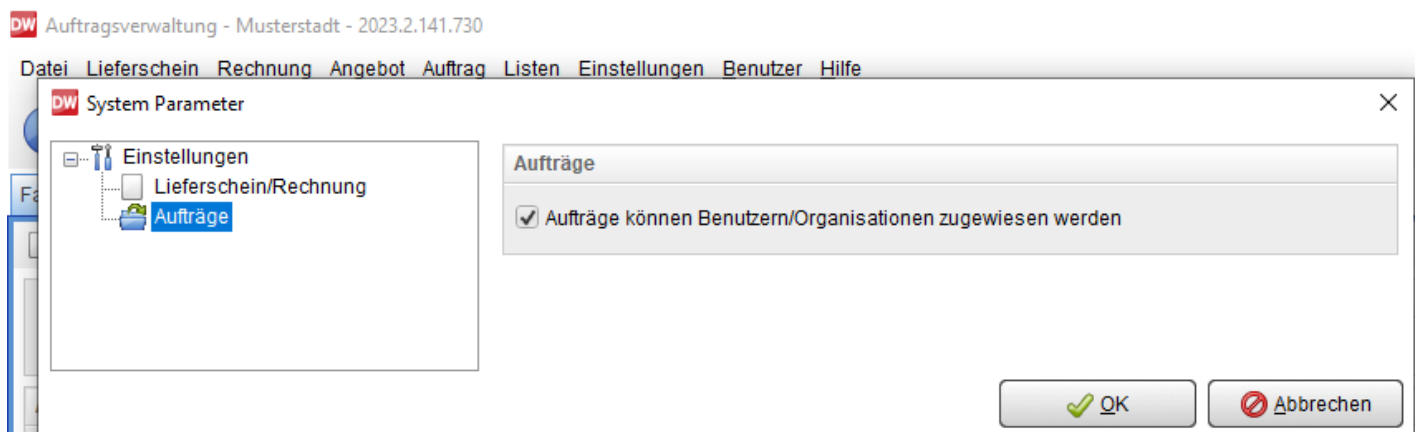 DW Auftragsverwaltung - Musterstadt - 2023.2.141.730
Datei Lieferschein Rechnung Angebot Auftrag Listen Einstellungen Benutzer Hilfe
DW System Parameter
Einstellungen
Lieferschein/Rechnung
Aufträge
Aufträge
Aufträge können Benutzern/Organisationen zugewiesen werden
OK Abbrechen